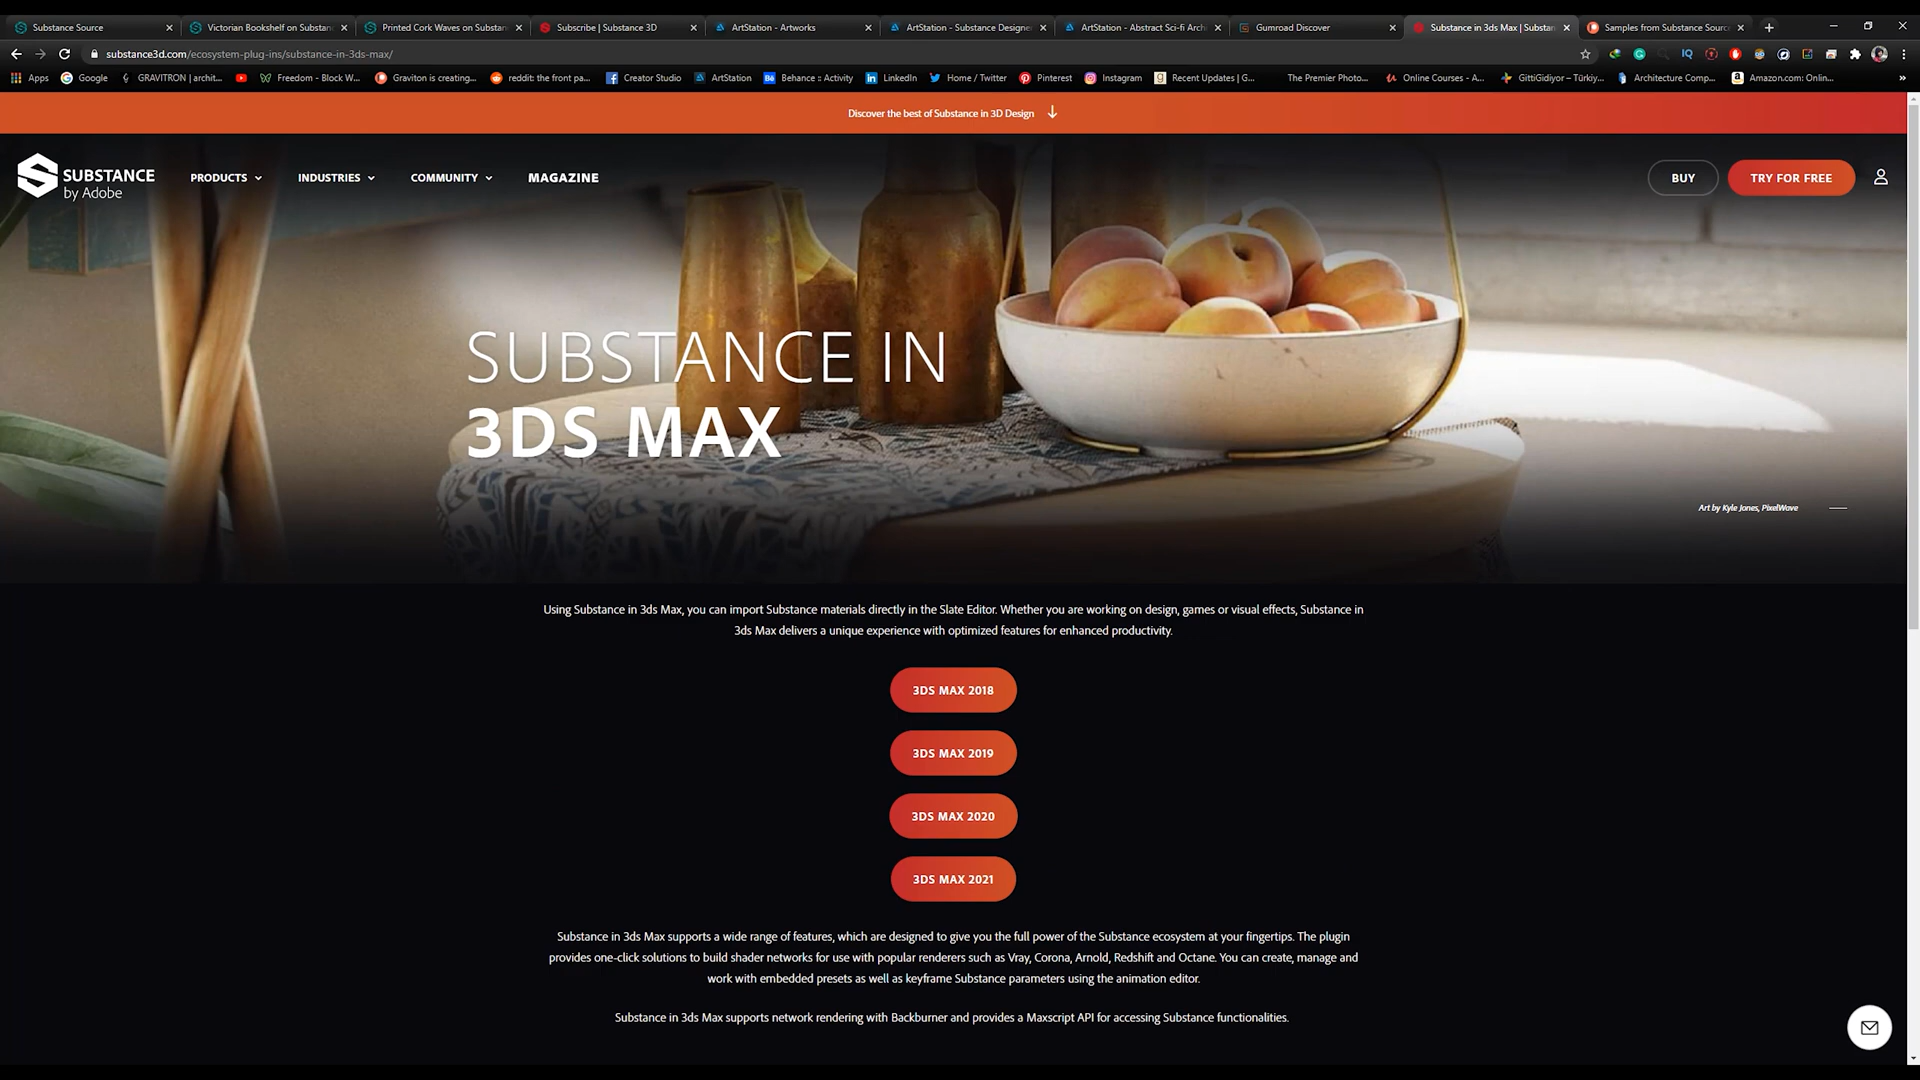 Substance Source
Victorian Bookshelf on Substan
Printed Cork Waves on Substan
Subscribe | Substance 3D
ArtStation - Artworks
ArtStation - Substance Designer
ArtStation - Abstract Sci-fi Arch
Gumroad Discover
Substance in 3ds Max | Substan
Samples from Substance Source
substance3d.com/ecosystem-plug-ins/substance-in-3ds-max/
Apps
Google
GRAVITRON | archit...
Freedom - Block W...
Graviton is creating...
reddit: the front pa...
Creator Studio
ArtStation
Behance :: Activity
LinkedIn
Home / Twitter
Pinterest
Instagram
Recent Updates | G...
The Premier Photo...
Online Courses - A...
GittiGidiyor – Türkiy...
Architecture Comp...
Amazon.com: Onlin...
Discover the best of Substance in 3D Design
SUBSTANCE
by Adobe
PRODUCTS
INDUSTRIES
COMMUNITY
MAGAZINE
BUY
TRY FOR FREE
SUBSTANCE IN
3DS MAX
Art by Kyle Jones, PixelWave
Using Substance in 3ds Max, you can import Substance materials directly in the Slate Editor. Whether you are working on design, games or visual effects, Substance in
3ds Max delivers a unique experience with optimized features for enhanced productivity.
3DS MAX 2018
3DS MAX 2019
3DS MAX 2020
3DS MAX 2021
Substance in 3ds Max supports a wide range of features, which are designed to give you the full power of the Substance ecosystem at your fingertips. The plugin
provides one-click solutions to build shader networks for use with popular renderers such as Vray, Corona, Arnold, Redshift and Octane. You can create, manage and
work with embedded presets as well as keyframe Substance parameters using the animation editor.
Substance in 3ds Max supports network rendering with Backburner and provides a Maxscript API for accessing Substance functionalities.